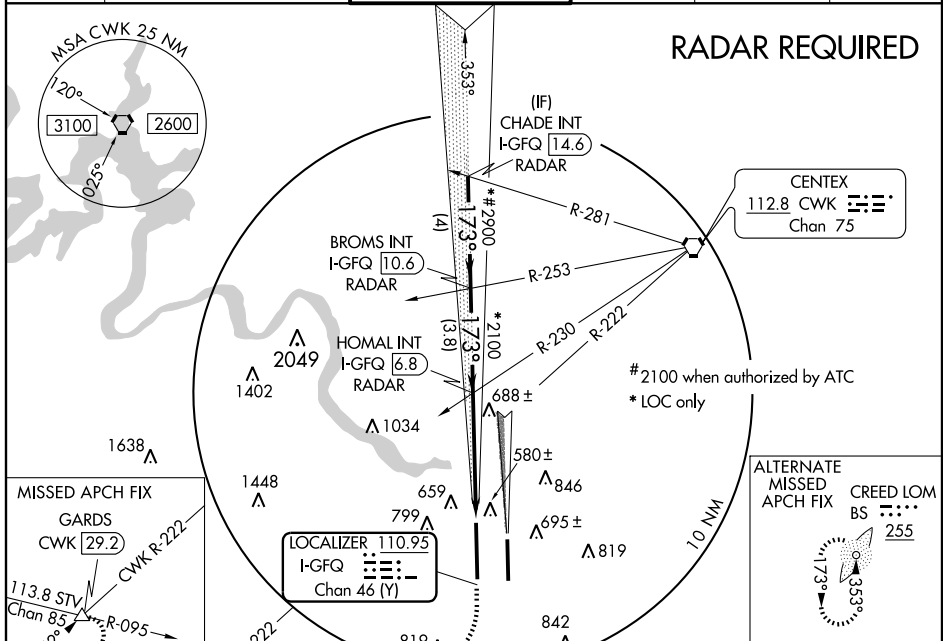 RADAR REQUIRED
MSA CWK 25 NM
120°
3100
2600
025°
353°
(IF)
CHADE INT
I-GFQ 14.6
RADAR
*#2900
173°
(4)
R-281
CENTEX
112.8 CWK
Chan 75
BROMS INT
I-GFQ 10.6
RADAR
R-253
*2100
173°
(3.8)
R-230
R-222
HOMAL INT
I-GFQ 6.8
RADAR
#2100 when authorized by ATC
* LOC only
2049
1402
688 ±
1034
1638
580 ±
846
1448
659
799
695 ±
819
10 NM
MISSED APCH FIX
GARDS
CWK 29.2
CWK R-222
113.8 STV
Chan 85
R-095
LOCALIZER 110.95
I-GFQ
Chan 46 (Y)
ALTERNATE
MISSED
APCH FIX
CREED LOM
BS
255
173°
353°
222
842